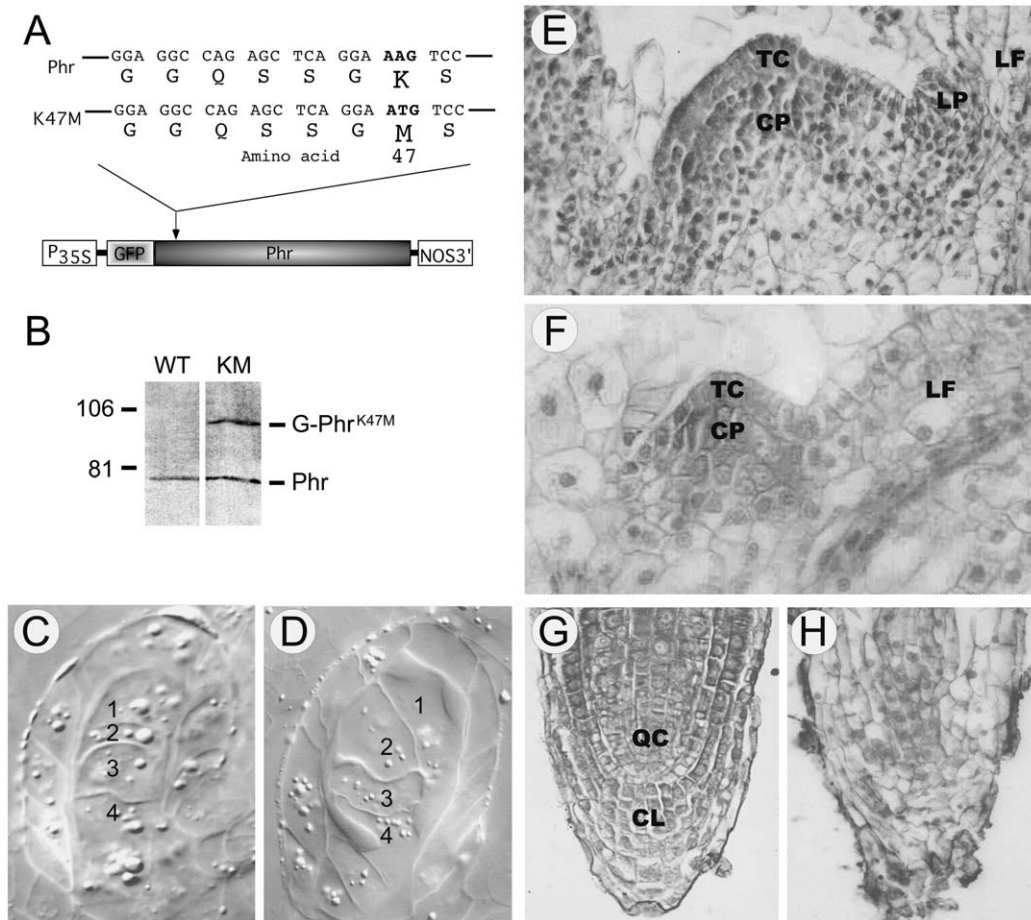 A
GGA GGC CAG AGC TCA GGA AAG TCC
Phr
G G Q S S G K S
GGA GGC CAG AGC TCA GGA ATG TCC
K47M
G G Q S S G M S
Amino acid 47
P35S GFP Phr NOS3'
B
WT KM
106
G-PhrK47M
81
Phr
C
1
2
3
4
D
1
2
3
4
E
TC
LF
LP
CP
F
TC
LF
CP
G
QC
CL
H